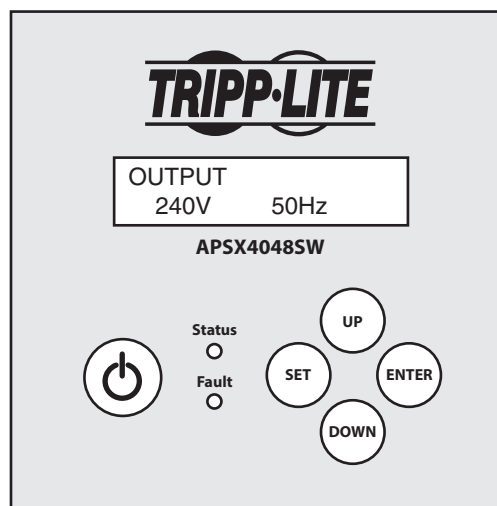 TRIPP·LITE
OUTPUT
240V 50Hz
APSX4048SW
Status
Fault
UP
SET
ENTER
DOWN